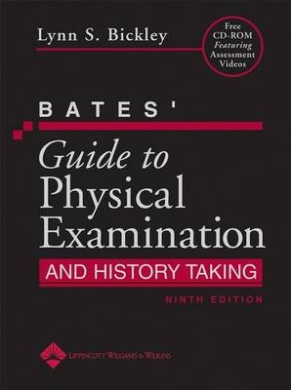 Lynn S. Bickley
Free
CD-ROM Featuring
Assessment
Videos
BATES'
Guide to
Physical
Examination
AND HISTORY TAKING
NINTH EDITION
LIPPINCOTT WILLIAMS & WILKINS